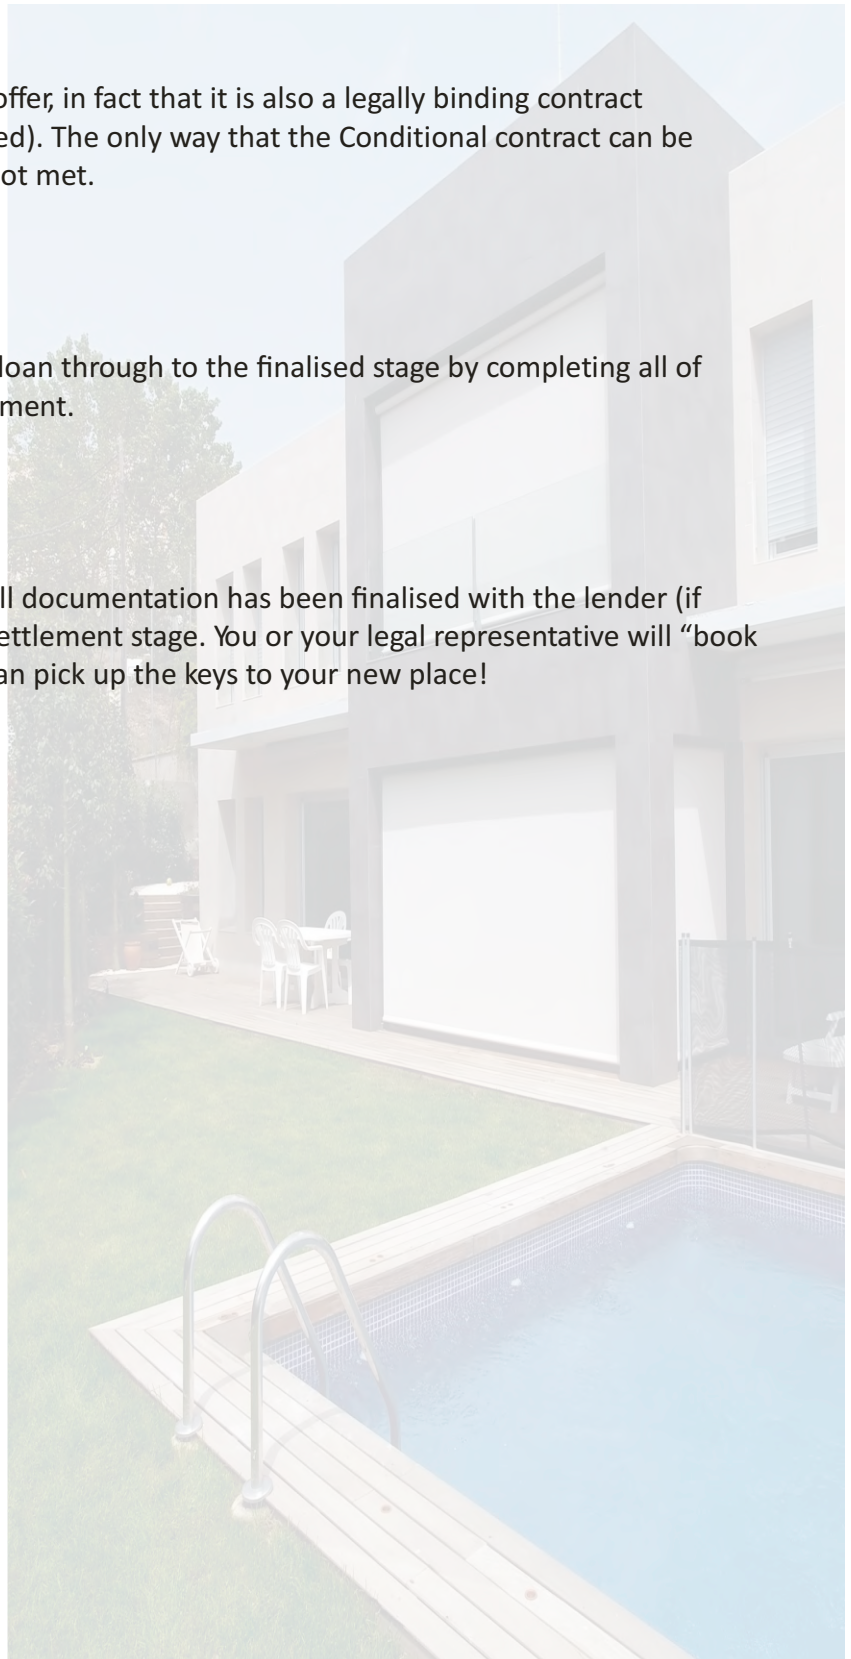 offer, in fact that it is also a legally binding contract
ed). The only way that the Conditional contract can be
ot met.
loan through to the finalised stage by completing all of
ment.
ll documentation has been finalised with the lender (if
ettlement stage. You or your legal representative will “book
an pick up the keys to your new place!